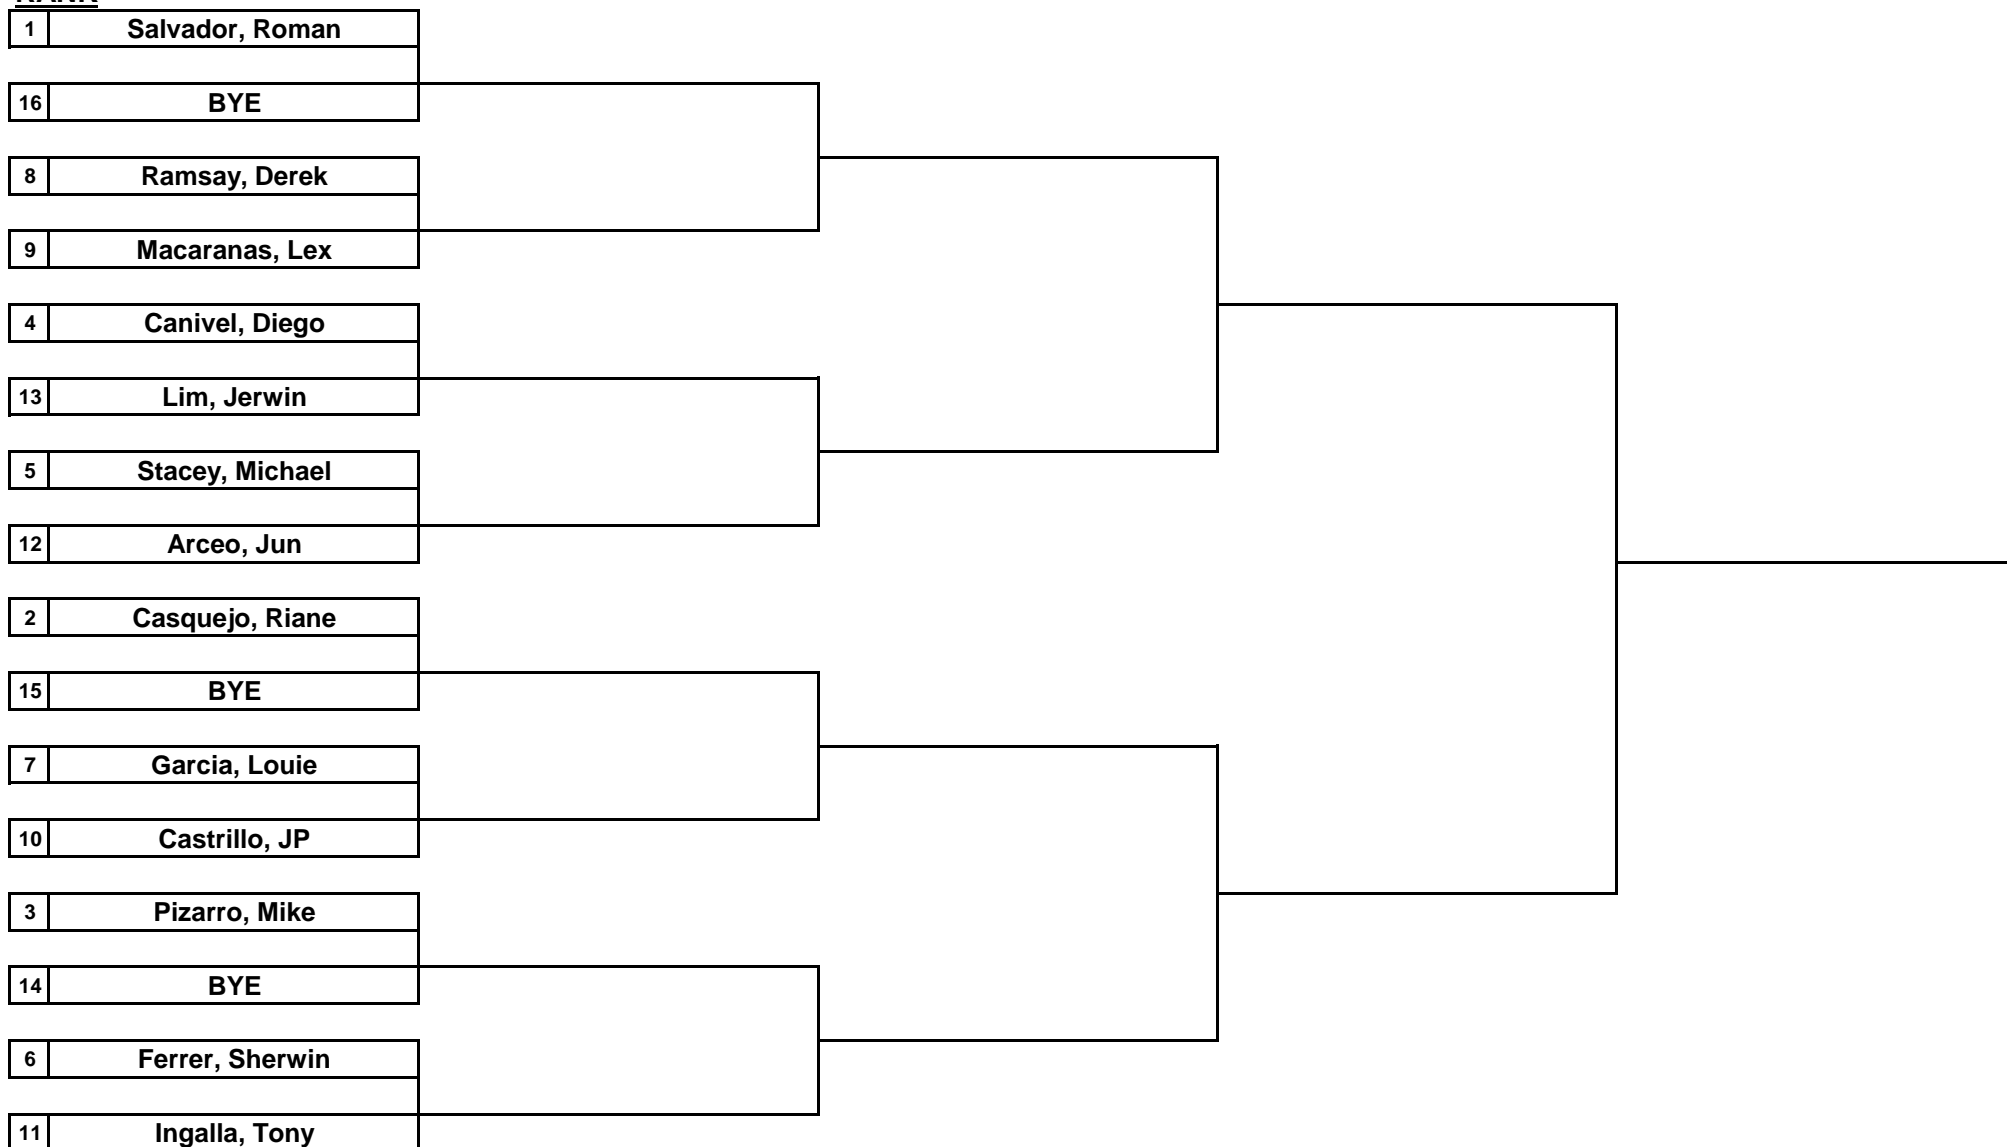 RANK
1 Salvador, Roman
16 BYE
8 Ramsay, Derek
9 Macaranas, Lex
4 Canivel, Diego
13 Lim, Jerwin
5 Stacey, Michael
12 Arceo, Jun
2 Casquejo, Riane
15 BYE
7 Garcia, Louie
10 Castrillo, JP
3 Pizarro, Mike
14 BYE
6 Ferrer, Sherwin
11 Ingalla, Tony